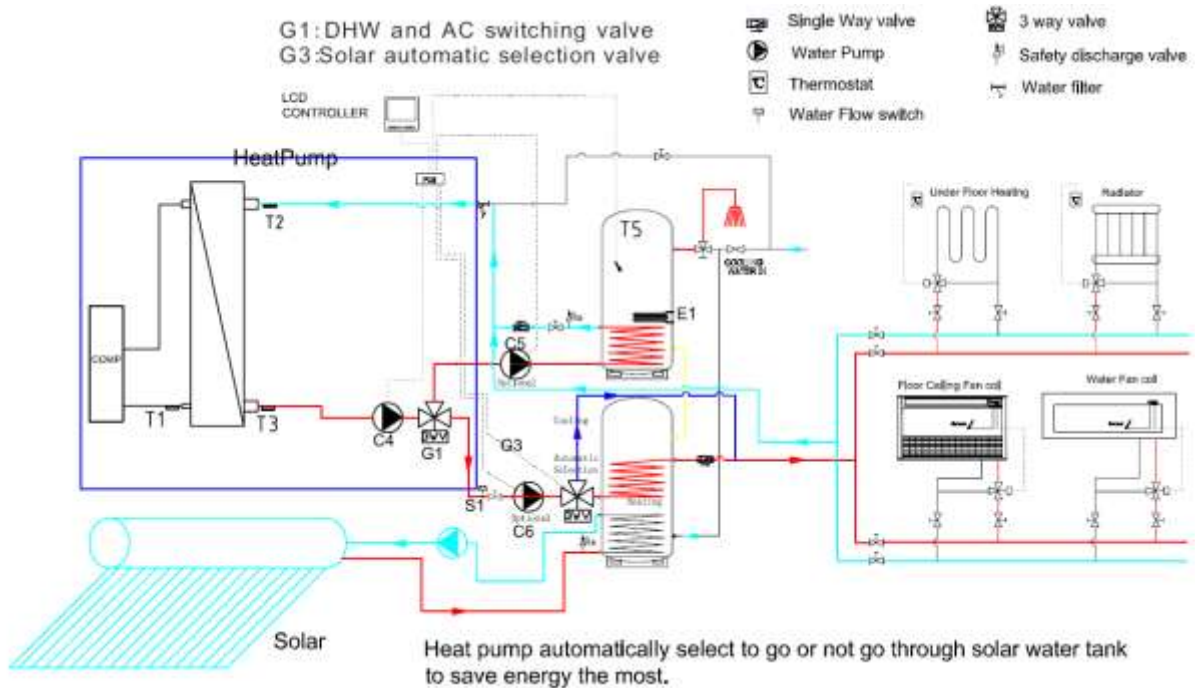 G1:DHW and AC switching valve
G3:Solar automatic selection valve
Single Way valve
3 way valve
Water Pump
Safety discharge valve
Thermostat
Water filter
Water Flow switch
LCD
CONTROLLER
HeatPump
T2
T5
E1
COMP
T1
T3
C4
G1
C5
Optional
Cooling
G3
Automatic
Selection
Heating
S1
C6
Optional
Under Floor Heating
Radiator
Floor Ceiling Fan coil
Water Fan coil
Solar
Heat pump automatically select to go or not go through solar water tank
to save energy the most.